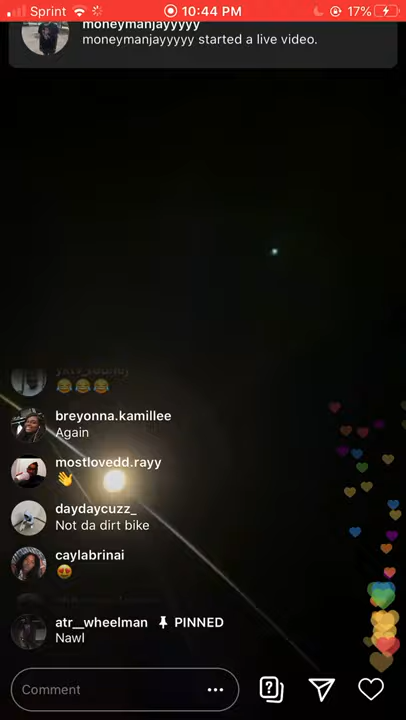 Sprint 10:44 PM 17%
moneymanjayyyyy
moneymanjayyyyy started a live video.
😂😂😂
breyonna.kamillee
Again
mostlovedd.rayy
👋
daydaycuzz_
Not da dirt bike
caylabrinai
😍
atr__wheelman PINNED
Nawl
Comment